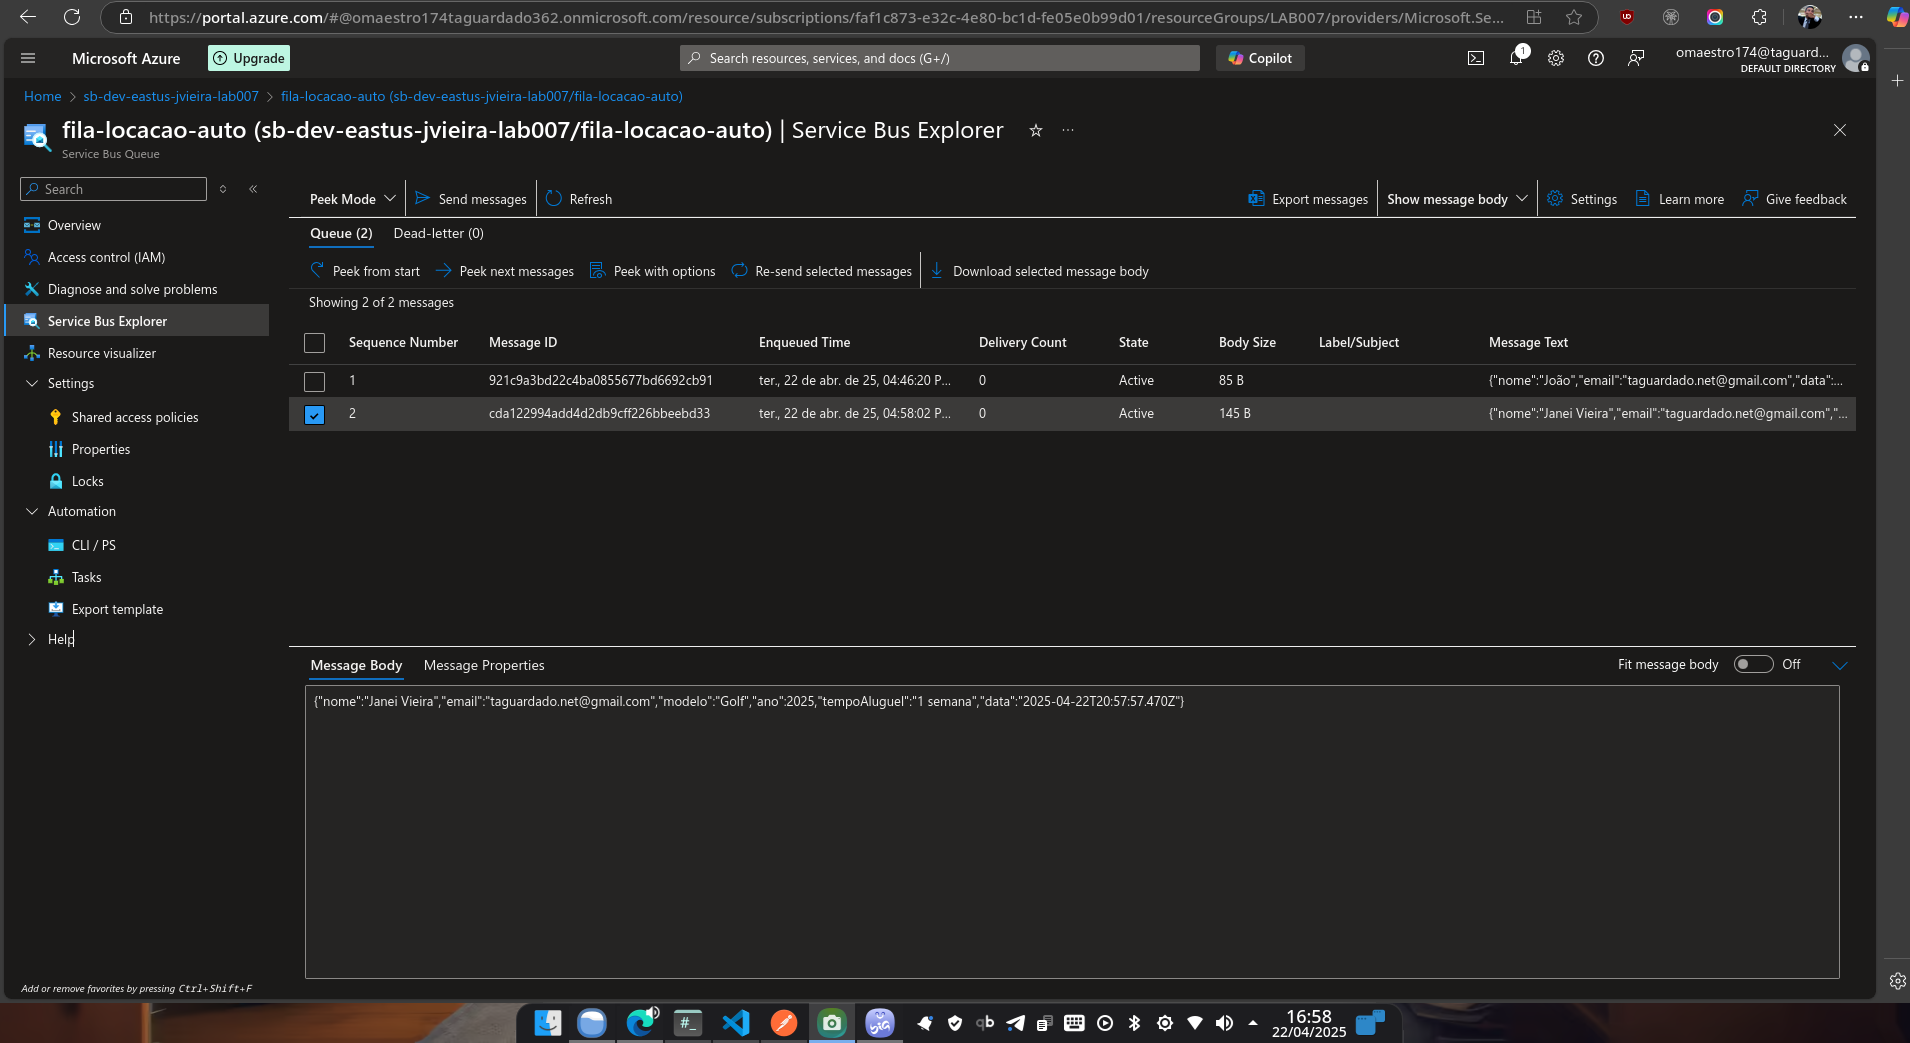 https://portal.azure.com/#@omaestro174taguardado362.onmicrosoft.com/resource/subscriptions/faf1c873-e32c-4e80-bc1d-fe05e0b99d01/resourceGroups/LAB007/providers/Microsoft.Se...
Microsoft Azure
Upgrade
Search resources, services, and docs (G+/)
Copilot
1
omaestro174@taguard...
DEFAULT DIRECTORY
Home > sb-dev-eastus-jvieira-lab007 > fila-locacao-auto (sb-dev-eastus-jvieira-lab007/fila-locacao-auto)
fila-locacao-auto (sb-dev-eastus-jvieira-lab007/fila-locacao-auto) | Service Bus Explorer
Service Bus Queue
Search
Overview
Access control (IAM)
Diagnose and solve problems
Service Bus Explorer
Resource visualizer
Settings
Shared access policies
Properties
Locks
Automation
CLI / PS
Tasks
Export template
Help
Add or remove favorites by pressing Ctrl+Shift+F
Peek Mode
Send messages
Refresh
Export messages
Show message body
Settings
Learn more
Give feedback
Queue (2)
Dead-letter (0)
Peek from start
Peek next messages
Peek with options
Re-send selected messages
Download selected message body
Showing 2 of 2 messages
Sequence Number Message ID Enqueued Time Delivery Count State Body Size Label/Subject Message Text
1 921c9a3bd22c4ba0855677bd6692cb91 ter., 22 de abr. de 25, 04:46:20 P... 0 Active 85 B {"nome":"João","email":"taguardado.net@gmail.com","data":...
2 cda122994add4d2db9cff226bbeebd33 ter., 22 de abr. de 25, 04:58:02 P... 0 Active 145 B {"nome":"Janei Vieira","email":"taguardado.net@gmail.com","...
Message Body
Message Properties
Fit message body
Off
{"nome":"Janei Vieira","email":"taguardado.net@gmail.com","modelo":"Golf","ano":2025,"tempoAluguel":"1 semana","data":"2025-04-22T20:57:57.470Z"}
#_
qb
16:58
22/04/2025